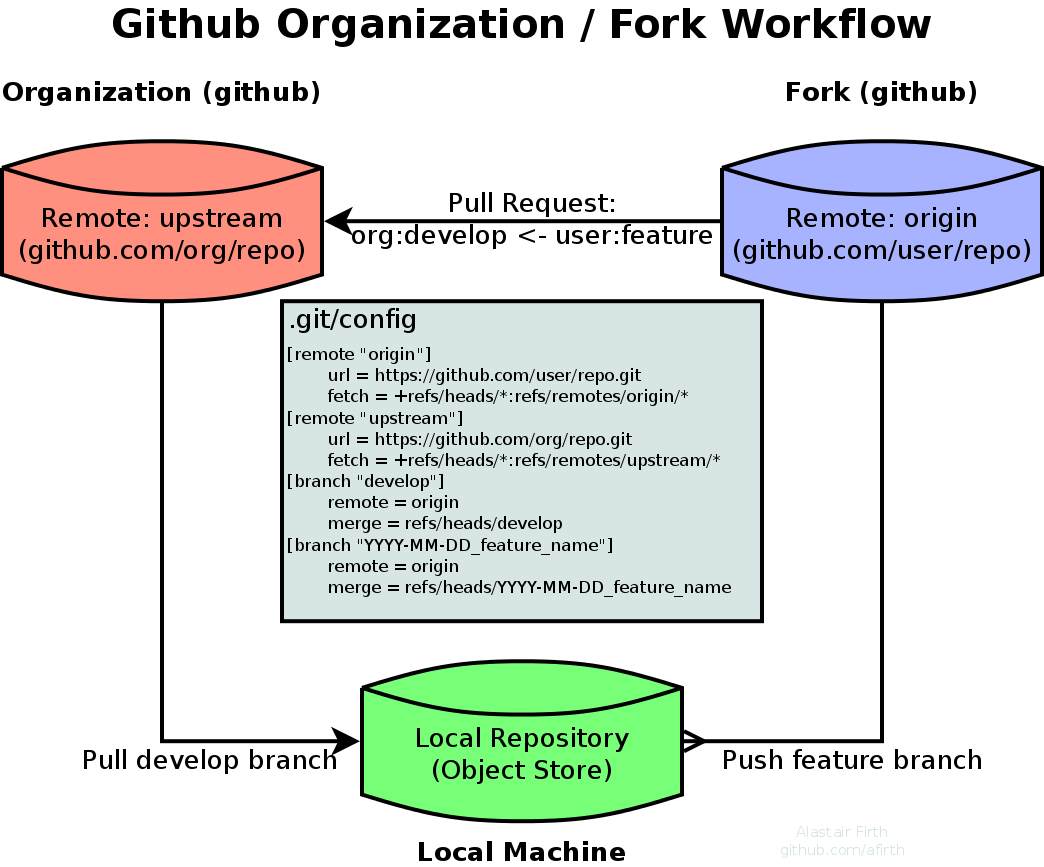 Github Organization / Fork Workflow
Organization (github)
Fork (github)
Remote: upstream
(github.com/org/repo)
Pull Request:
org:develop <- user:feature
Remote: origin
(github.com/user/repo)
.git/config
[remote "origin"]
url = https://github.com/user/repo.git
fetch = +refs/heads/*:refs/remotes/origin/*
[remote "upstream"]
url = https://github.com/org/repo.git
fetch = +refs/heads/*:refs/remotes/upstream/*
[branch "develop"]
remote = origin
merge = refs/heads/develop
[branch "YYYY-MM-DD_feature_name"]
remote = origin
merge = refs/heads/YYYY-MM-DD_feature_name
Pull develop branch
Local Repository
(Object Store)
Push feature branch
Local Machine
Alastair Firth
github.com/afirth